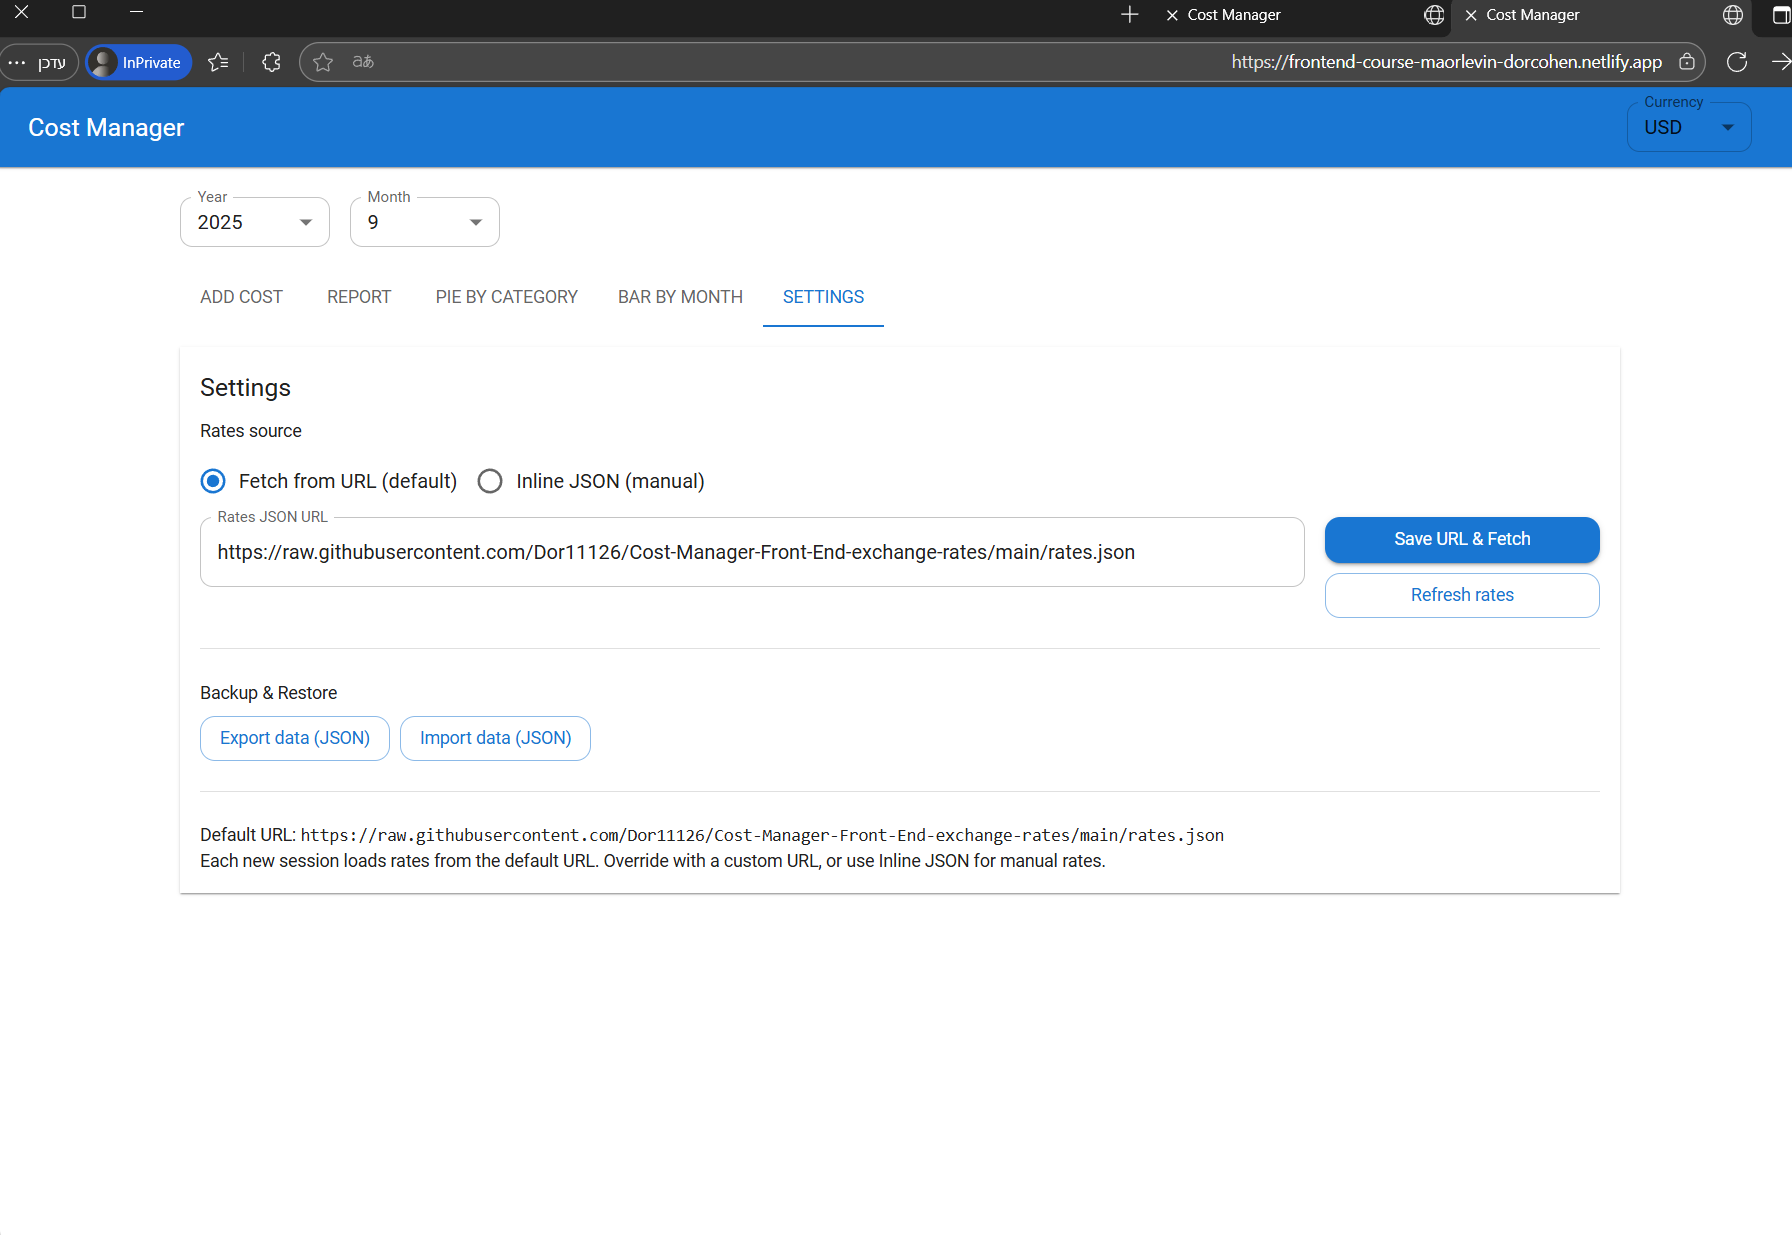 Cost Manager
Cost Manager
עדכן
InPrivate
aあ
https://frontend-course-maorlevin-dorcohen.netlify.app
Cost Manager
Currency
USD
Year
2025
Month
9
ADD COST
REPORT
PIE BY CATEGORY
BAR BY MONTH
SETTINGS
Settings
Rates source
Fetch from URL (default)
Inline JSON (manual)
Rates JSON URL
https://raw.githubusercontent.com/Dor11126/Cost-Manager-Front-End-exchange-rates/main/rates.json
Save URL & Fetch
Refresh rates
Backup & Restore
Export data (JSON)
Import data (JSON)
Default URL: https://raw.githubusercontent.com/Dor11126/Cost-Manager-Front-End-exchange-rates/main/rates.json
Each new session loads rates from the default URL. Override with a custom URL, or use Inline JSON for manual rates.